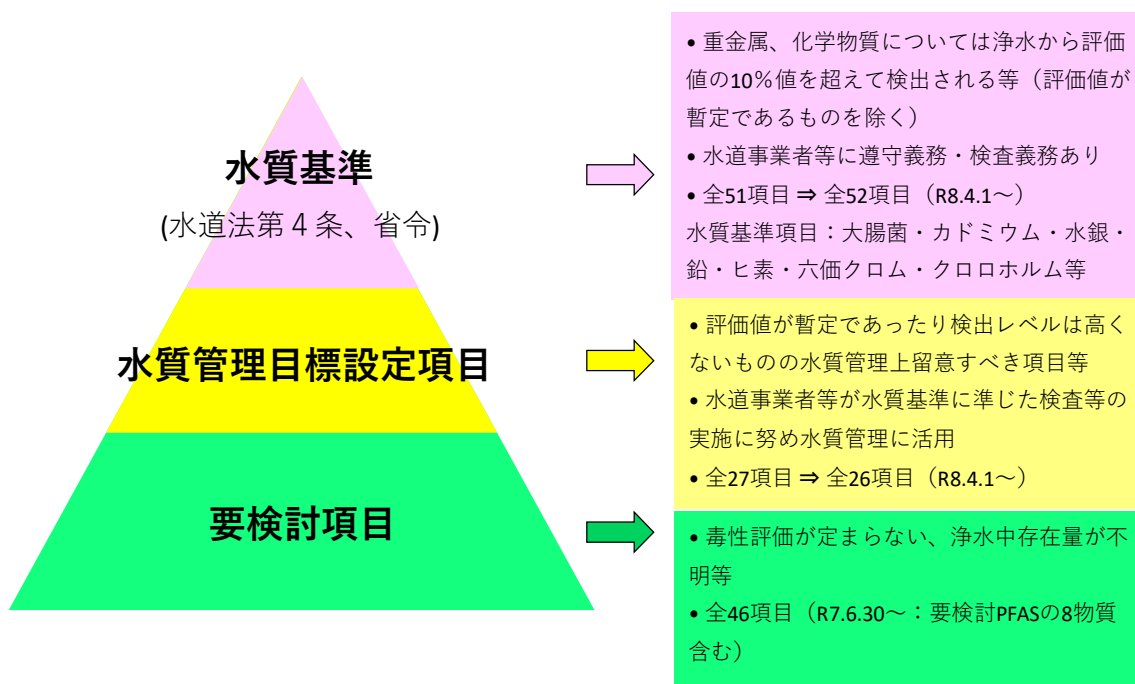 水質基準
(水道法第４条、省令)
水質管理目標設定項目
要検討項目
• 重金属、化学物質については浄水から評価
値の10％値を超えて検出される等（評価値が
暫定であるものを除く）
• 水道事業者等に遵守義務・検査義務あり
• 全51項目 ⇒ 全52項目（R8.4.1～）
水質基準項目：大腸菌・カドミウム・水銀・
鉛・ヒ素・六価クロム・クロロホルム等
• 評価値が暫定であったり検出レベルは高く
ないものの水質管理上留意すべき項目等
• 水道事業者等が水質基準に準じた検査等の
実施に努め水質管理に活用
• 全27項目 ⇒ 全26項目（R8.4.1～）
• 毒性評価が定まらない、浄水中存在量が不
明等
• 全46項目（R7.6.30～：要検討PFASの8物質
含む）